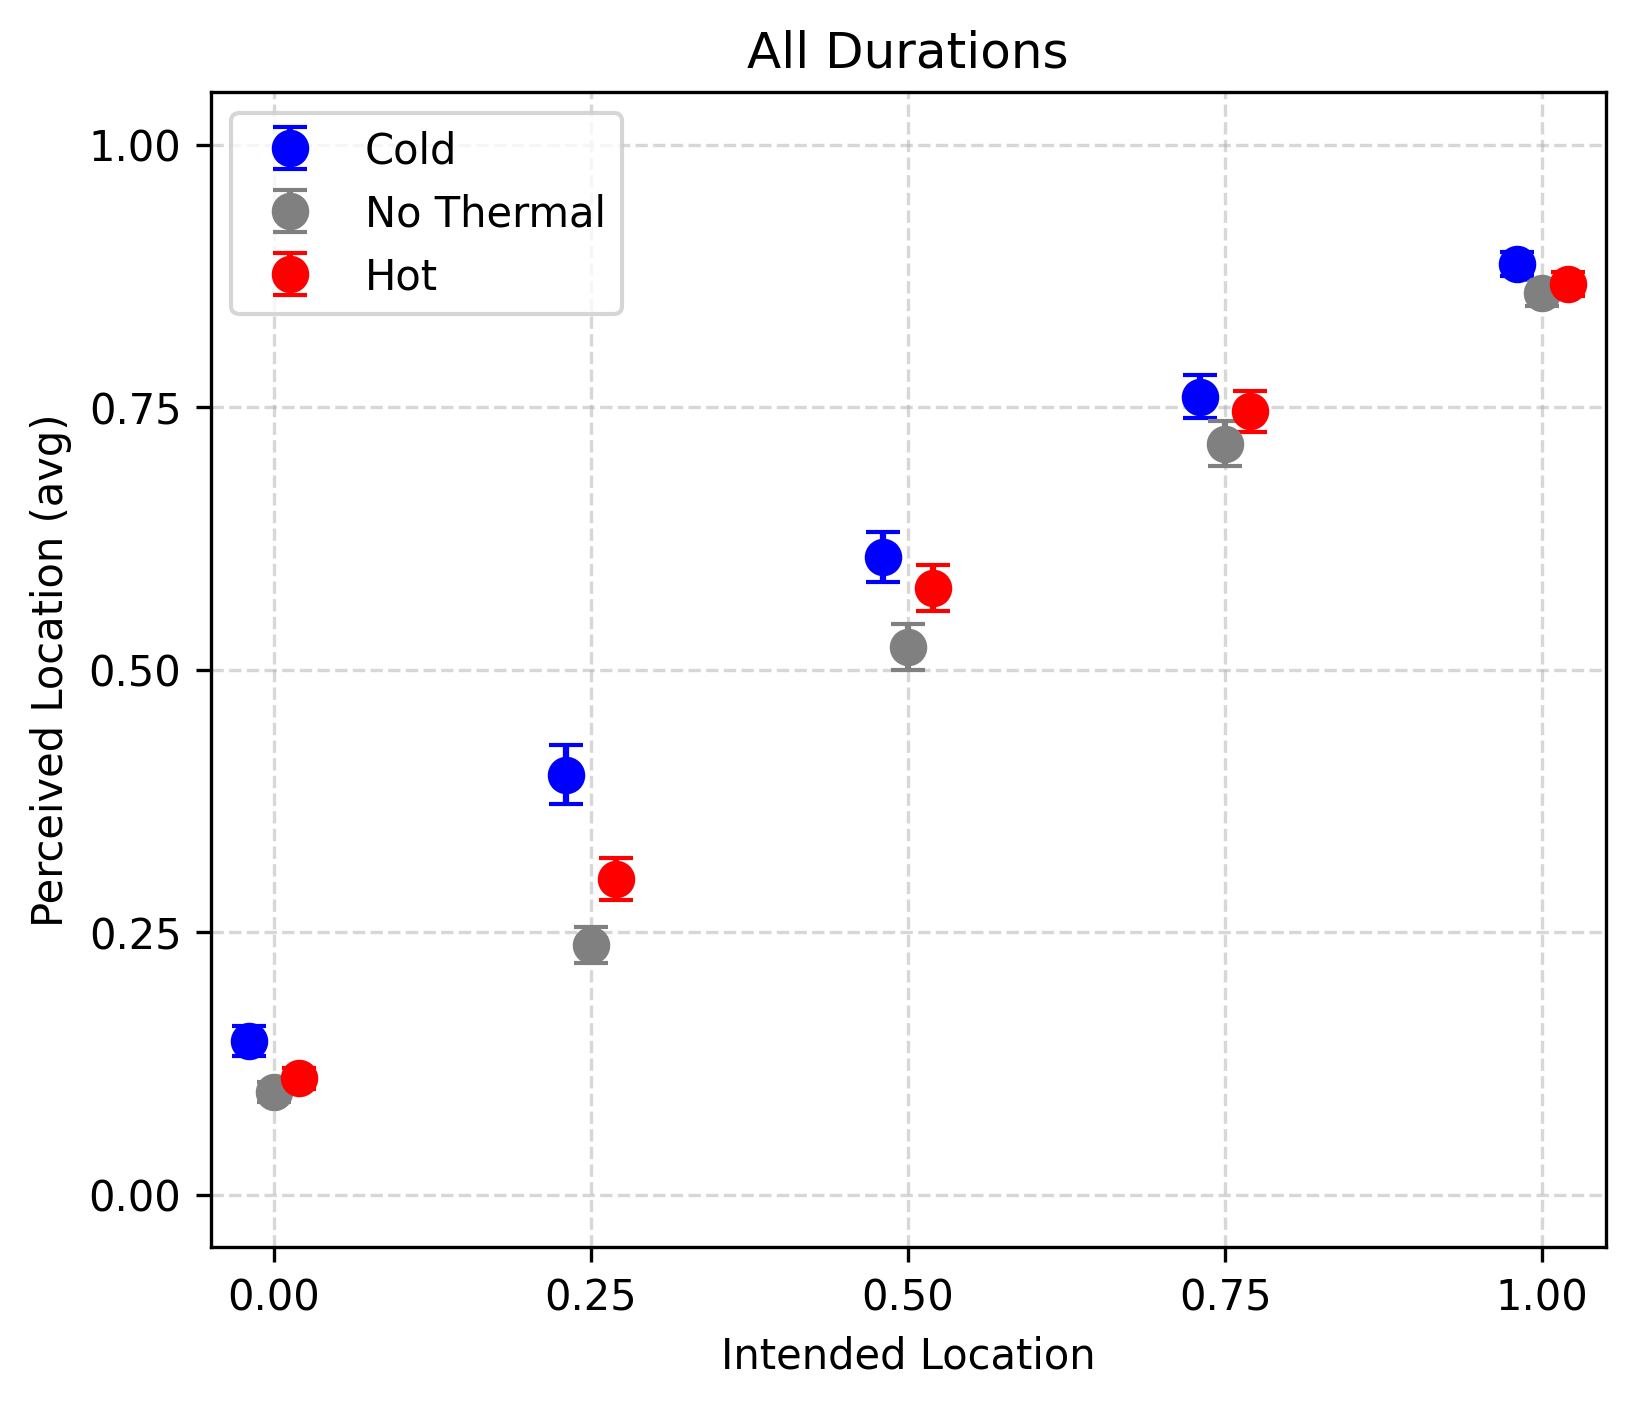 All Durations
Cold
No Thermal
Hot
1.00
0.75
0.50
0.25
0.00
Perceived Location (avg)
0.00 0.25 0.50 0.75 1.00
Intended Location